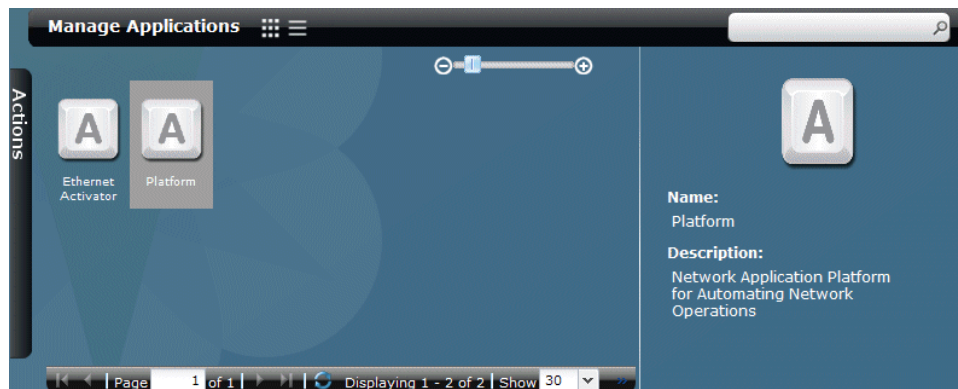 Manage Applications
Actions
A
A
Ethernet
Activator
Platform
A
Name:
Platform
Description:
Network Application Platform
for Automating Network
Operations
Page 1 of 1 Displaying 1 - 2 of 2 Show 30